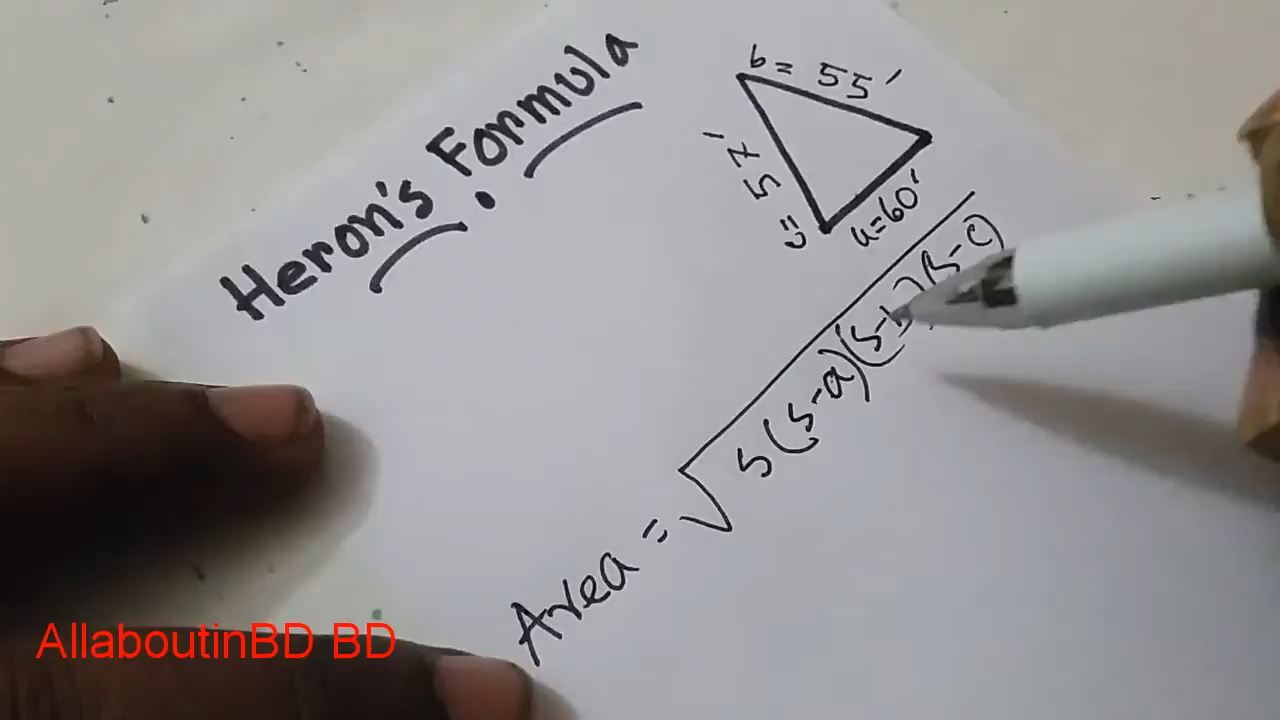 Heron's Formula
b = 55'
c = 57'
a=60'
Area = √s(s-a)(s-b)(s-c)
AllaboutinBD BD